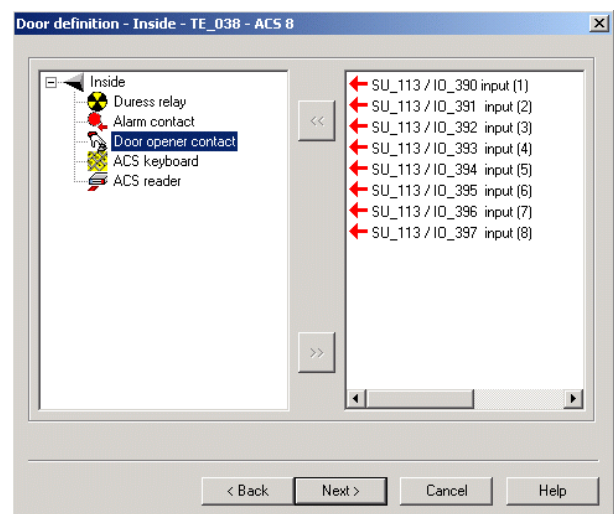 Door definition - Inside - TE_038 - ACS 8
Inside
Duress relay
Alarm contact
Door opener contact
ACS keyboard
ACS reader
<<
>>
SU_113 / IO_390 input (1)
SU_113 / IO_391 input (2)
SU_113 / IO_392 input (3)
SU_113 / IO_393 input (4)
SU_113 / IO_394 input (5)
SU_113 / IO_395 input (6)
SU_113 / IO_396 input (7)
SU_113 / IO_397 input (8)
< Back
Next >
Cancel
Help